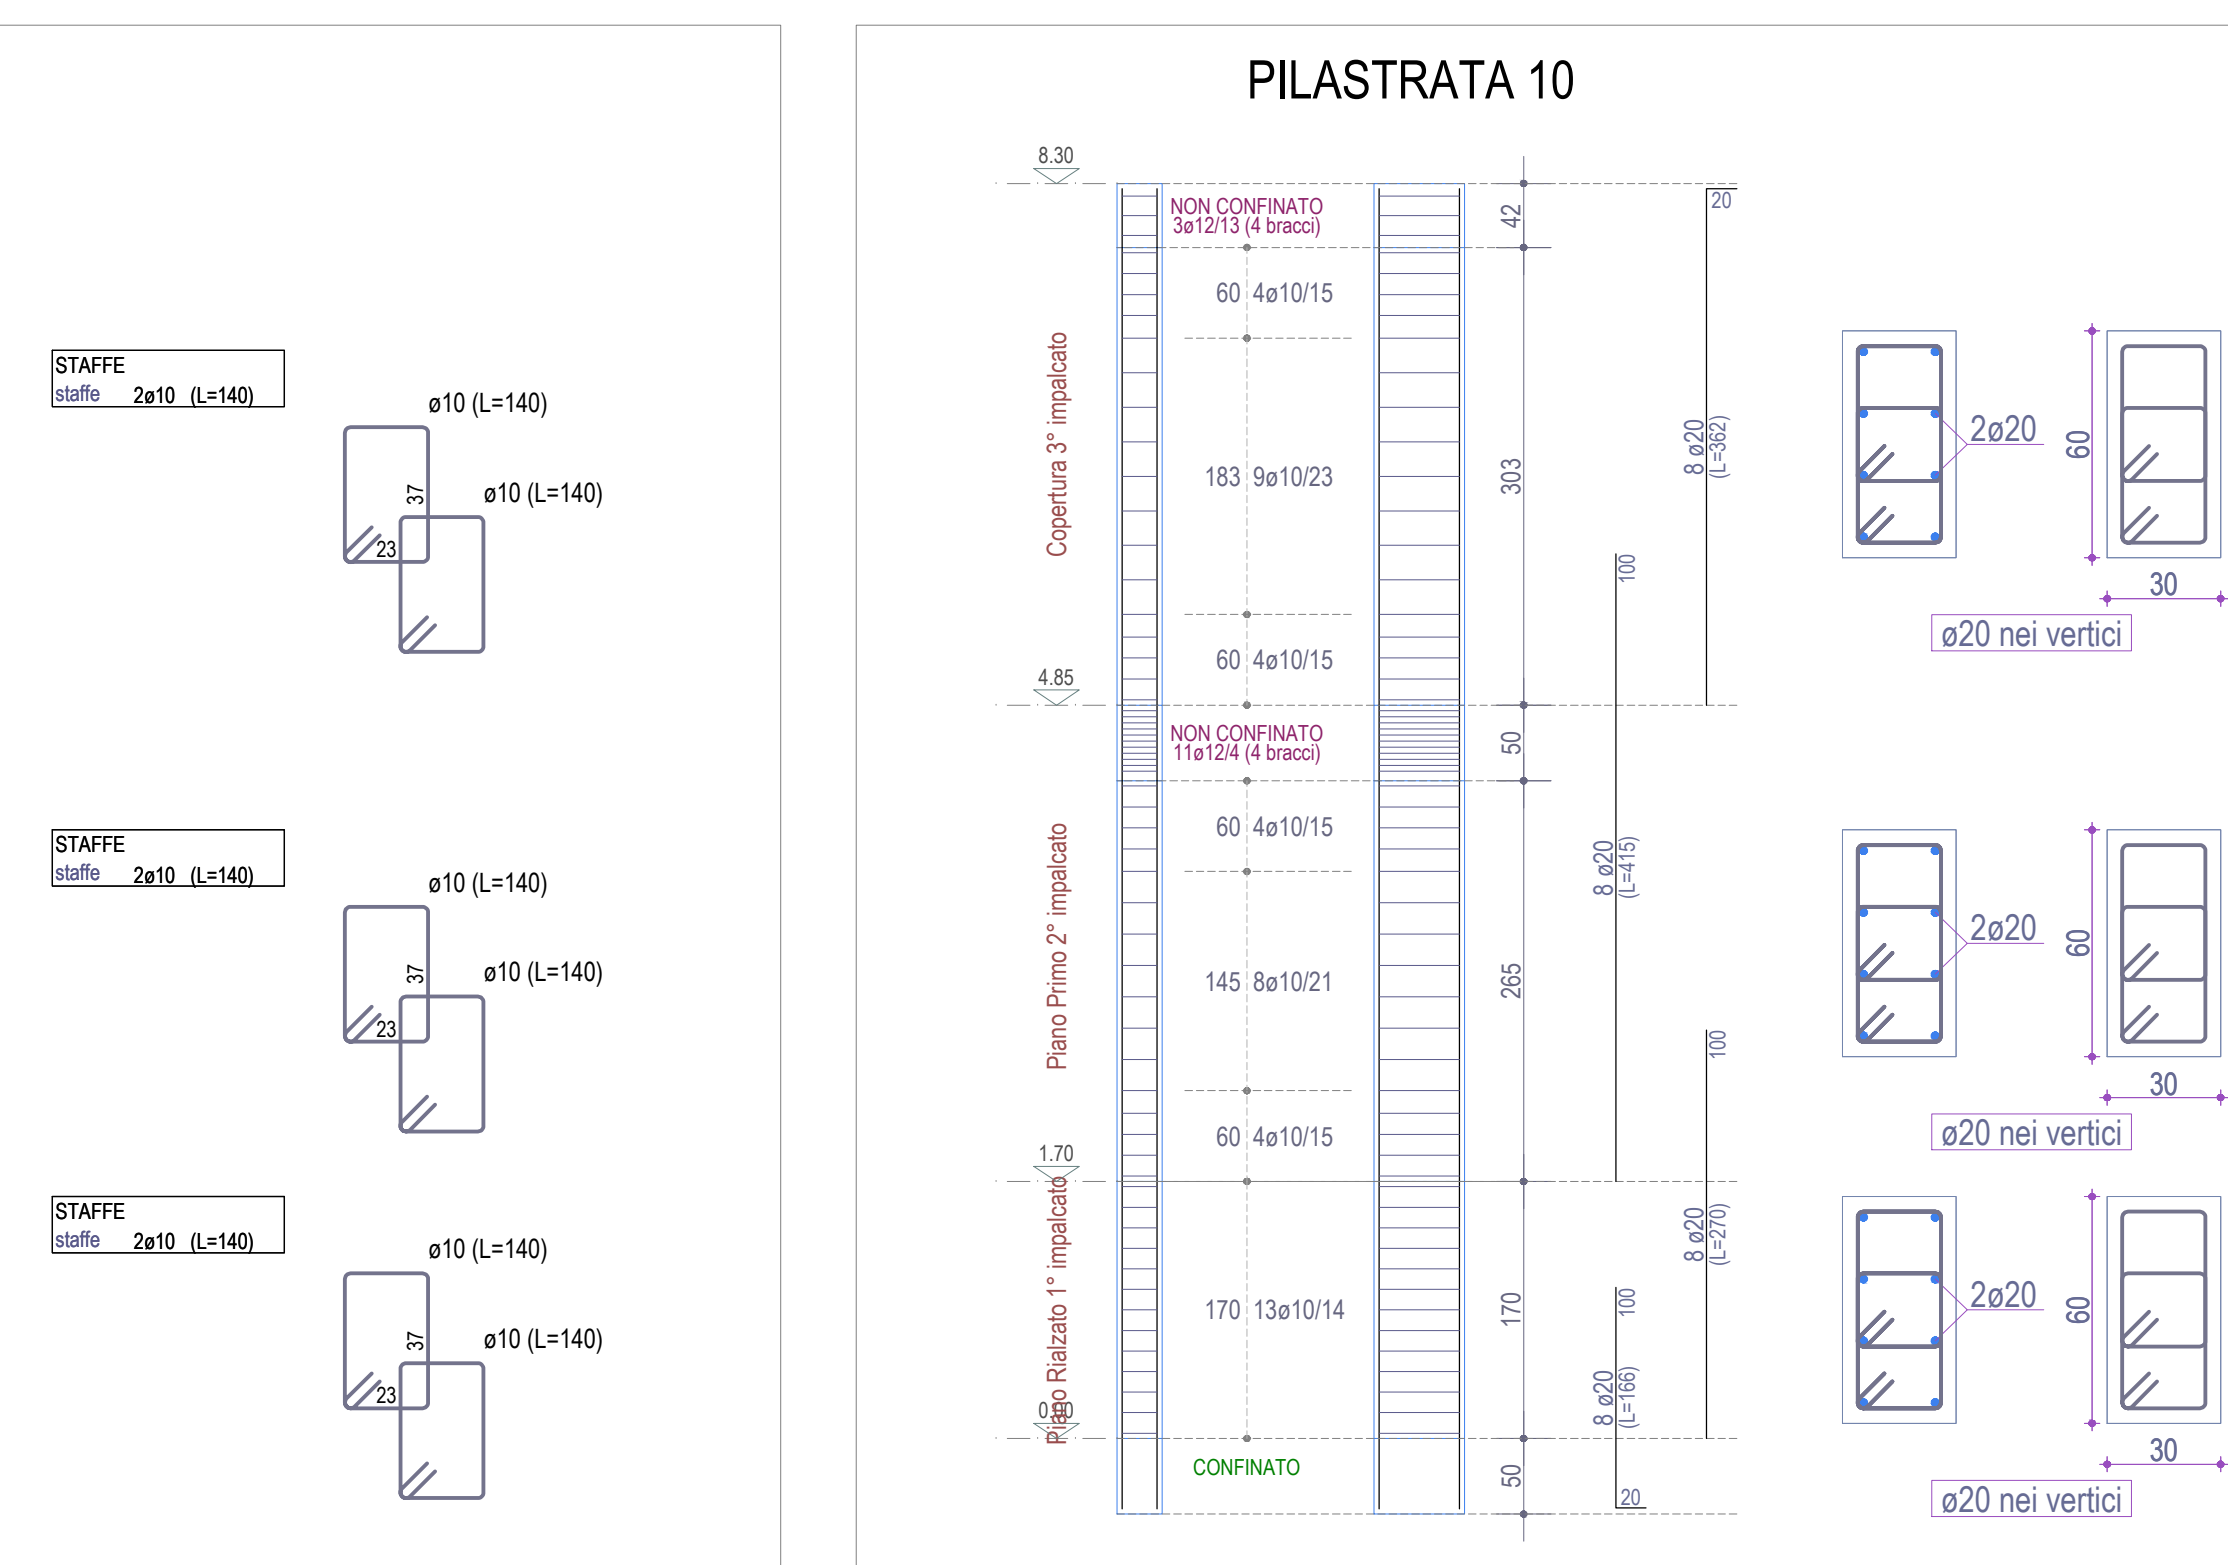 PILASTRATA 10
STAFFE
staffe 2ø10 (L=140)
ø10 (L=140)
37
23
ø10 (L=140)
STAFFE
staffe 2ø10 (L=140)
ø10 (L=140)
37
23
ø10 (L=140)
STAFFE
staffe 2ø10 (L=140)
ø10 (L=140)
37
23
ø10 (L=140)
8.30
NON CONFINATO
3ø12/13 (4 bracci)
42
20
60 4ø10/15
Copertura 3° impalcato
183 9ø10/23
303
8 ø20
(L=362)
60 4ø10/15
100
4.85
NON CONFINATO
11ø12/4 (4 bracci)
50
60 4ø10/15
Piano Primo 2° impalcato
145 8ø10/21
265
8 ø20
(L=415)
60 4ø10/15
100
1.70
Piano Rialzato 1° impalcato
170 13ø10/14
170
8 ø20
(L=270)
100
8 ø20
(L=166)
0.00
CONFINATO
50
20
2ø20
60
30
ø20 nei vertici
2ø20
60
30
ø20 nei vertici
2ø20
60
30
ø20 nei vertici